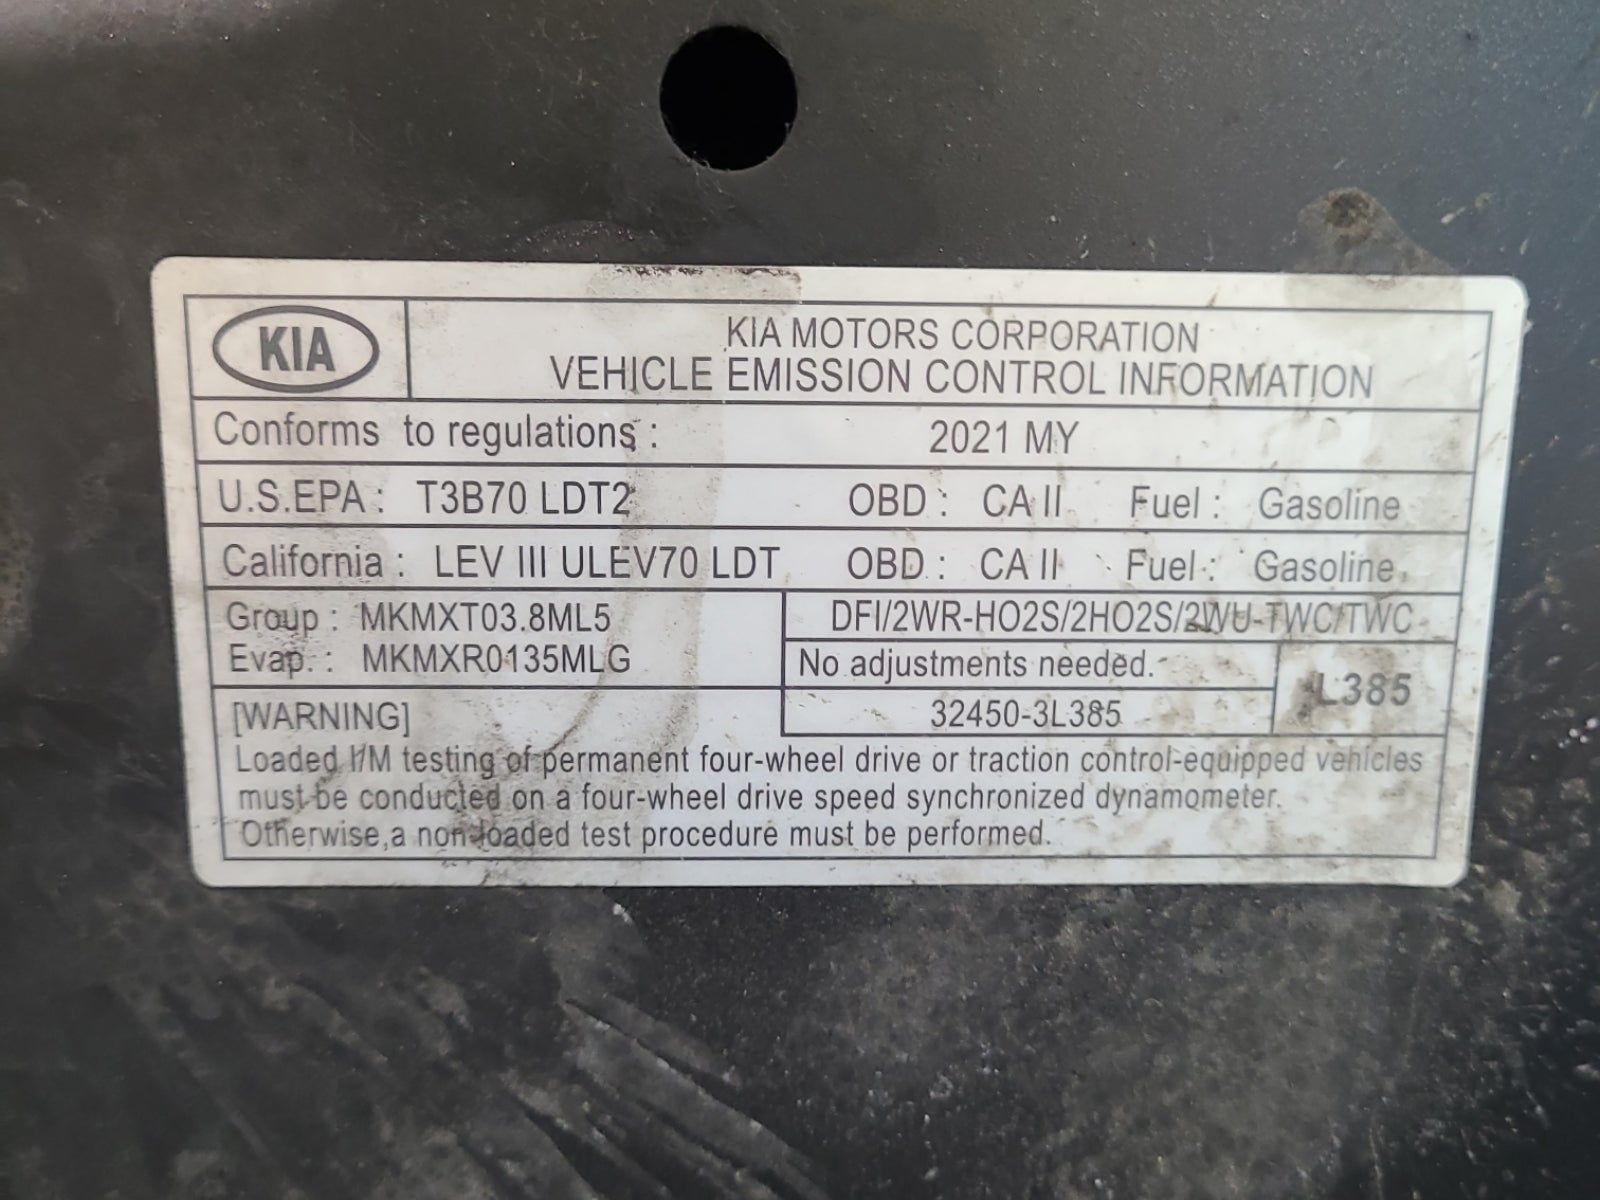 KIA
KIA MOTORS CORPORATION
VEHICLE EMISSION CONTROL INFORMATION
Conforms to regulations : 2021 MY
U.S.EPA : T3B70 LDT2 OBD : CA II Fuel : Gasoline
California : LEV III ULEV70 LDT OBD : CA II Fuel : Gasoline
Group : MKMXT03.8ML5
Evap. : MKMXR0135MLG
DFI/2WR-HO2S/2HO2S/2WU-TWC/TWC
No adjustments needed.
32450-3L385
L385
[WARNING]
Loaded I/M testing of permanent four-wheel drive or traction control-equipped vehicles
must be conducted on a four-wheel drive speed synchronized dynamometer.
Otherwise,a non-loaded test procedure must be performed.